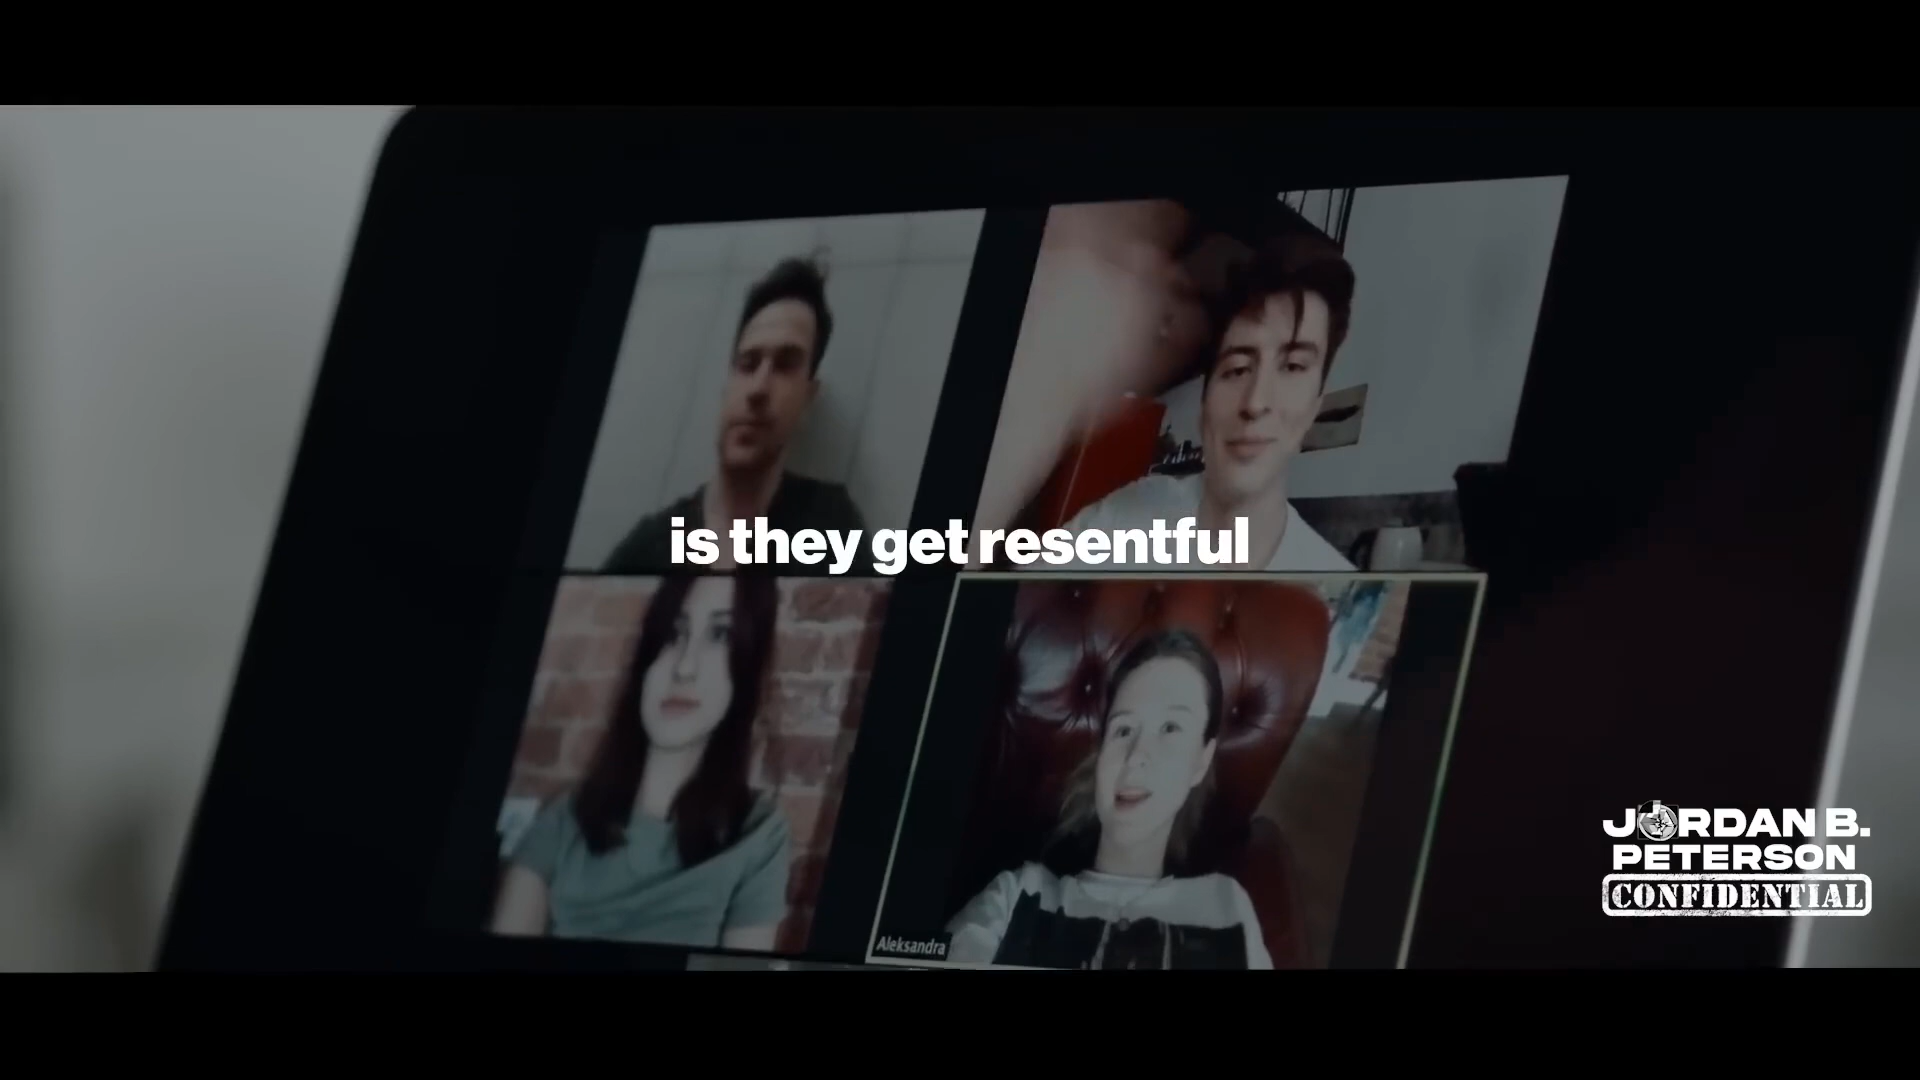 is they get resentful
JORDAN B.
PETERSON
CONFIDENTIAL
Aleksandra